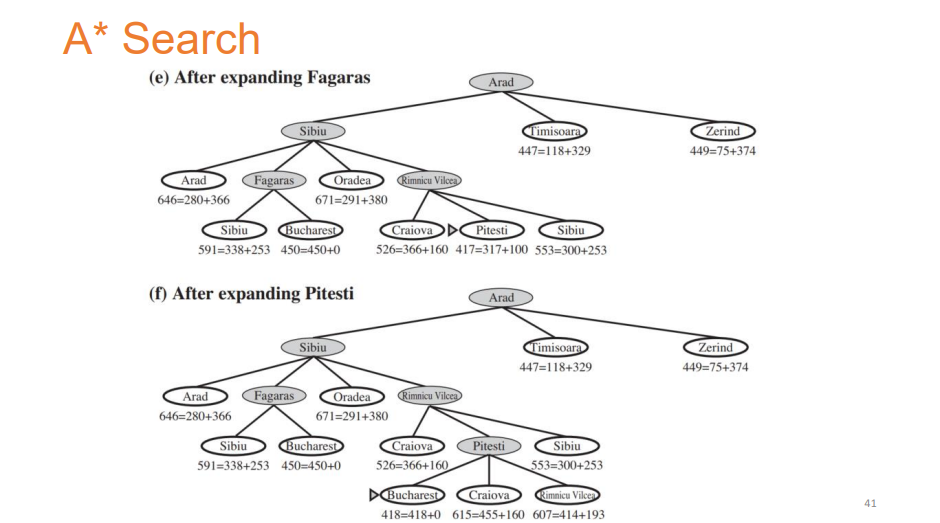 A* Search
(e) After expanding Fagaras
Arad
Sibiu Timisoara Zerind
447=118+329 449=75+374
Arad Fagaras Oradea Rimnicu Vilcea
646=280+366 671=291+380
Sibiu Bucharest Craiova Pitesti Sibiu
591=338+253 450=450+0 526=366+160 417=317+100 553=300+253
(f) After expanding Pitesti
Arad
Sibiu Timisoara Zerind
447=118+329 449=75+374
Arad Fagaras Oradea Rimnicu Vilcea
646=280+366 671=291+380
Sibiu Bucharest Craiova Pitesti Sibiu
591=338+253 450=450+0 526=366+160 553=300+253
Bucharest Craiova Rimnicu Vilcea
418=418+0 615=455+160 607=414+193
41